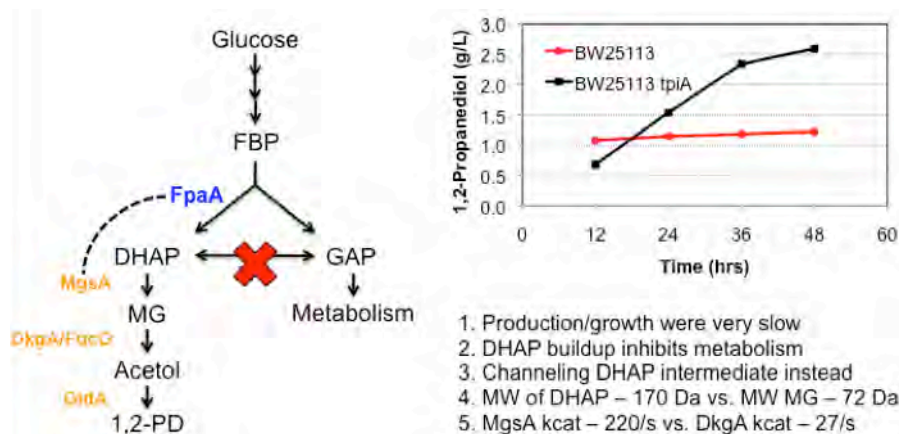 Glucose
FBP
FpaA
DHAP
GAP
MgsA
MG
Metabolism
DkgA/FucO
Acetol
GldA
1,2-PD
1,2-Propanediol (g/L)
3.0
2.5
2.0
1.5
1.0
0.5
0.0
BW25113
BW25113 tpiA
0 12 24 36 48 60
Time (hrs)
1. Production/growth were very slow
2. DHAP buildup inhibits metabolism
3. Channeling DHAP intermediate instead
4. MW of DHAP – 170 Da vs. MW MG – 72 Da
5. MgsA kcat – 220/s vs. DkgA kcat – 27/s